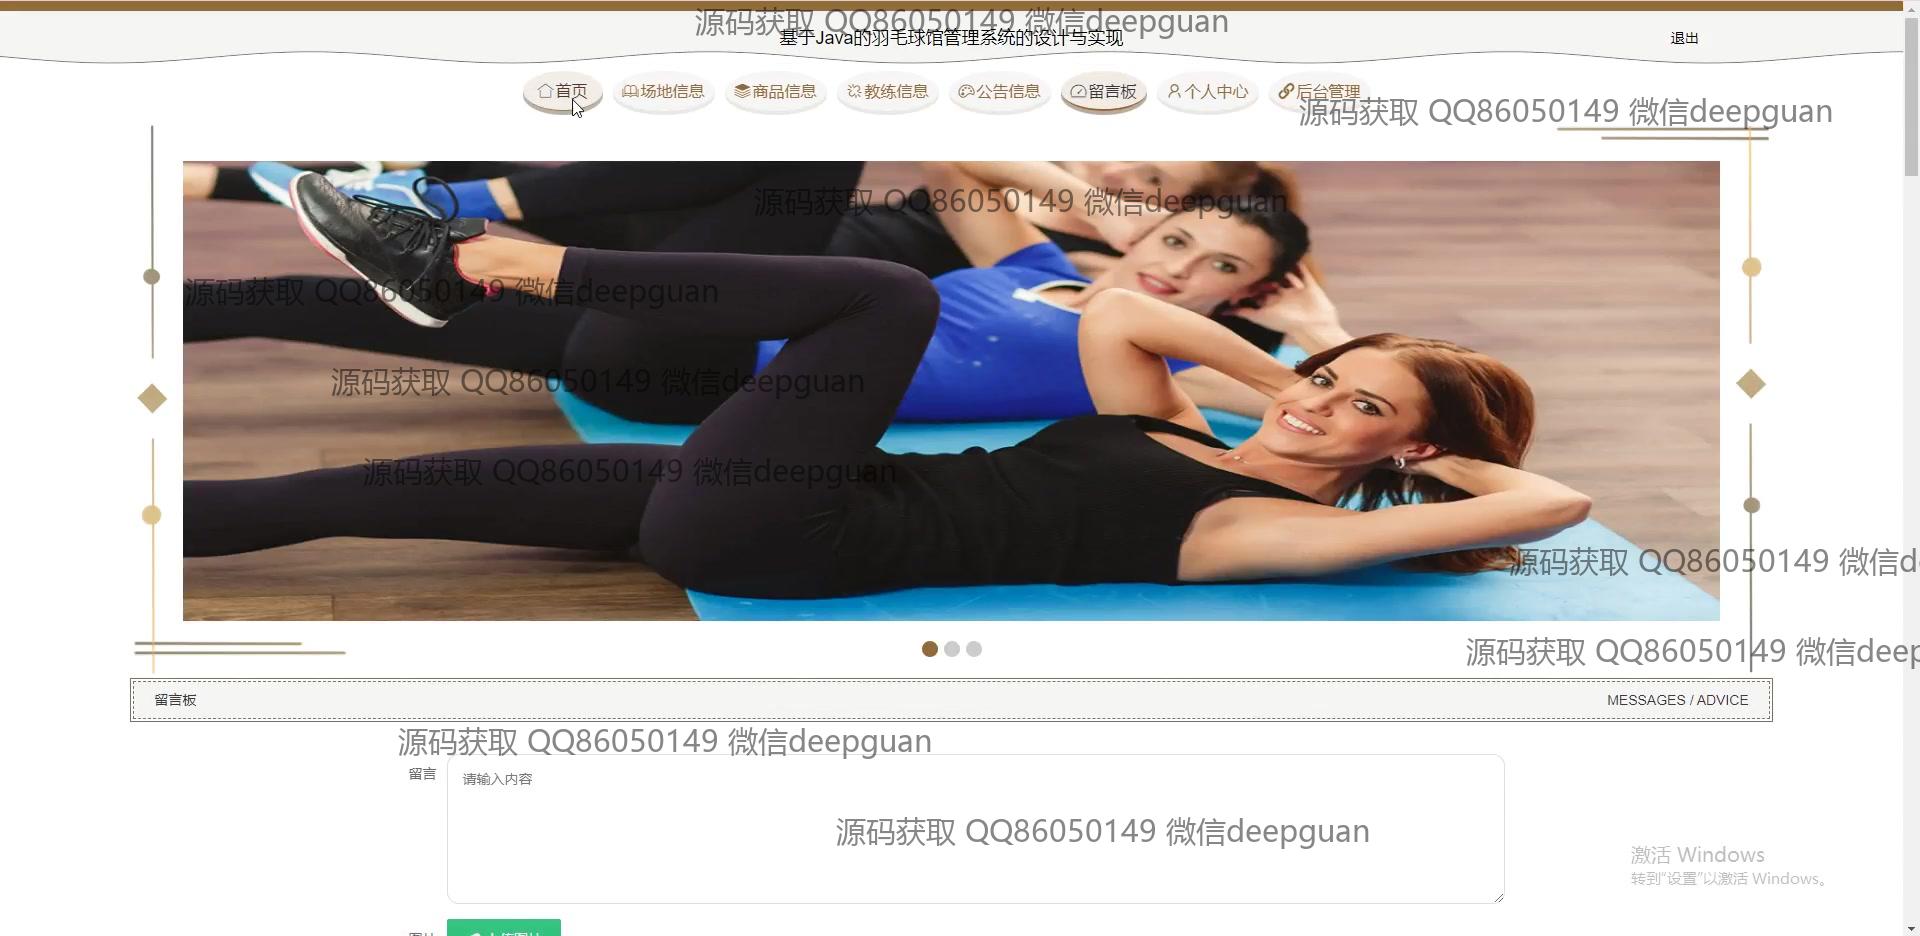 源码获取 QQ86050149 微信deepguan
基于Java的羽毛球馆管理系统的设计与实现
退出
首页
场地信息
商品信息
教练信息
公告信息
留言板
个人中心
后台管理
源码获取 QQ86050149 微信deepguan
源码获取 QQ86050149 微信deepguan
源码获取 QQ86050149 微信deepguan
源码获取 QQ86050149 微信deepguan
源码获取 QQ86050149 微信deepguan
源码获取 QQ86050149 微信d
源码获取 QQ86050149 微信deep
留言板
MESSAGES / ADVICE
源码获取 QQ86050149 微信deepguan
留言
请输入内容
源码获取 QQ86050149 微信deepguan
激活 Windows
转到“设置”以激活 Windows。